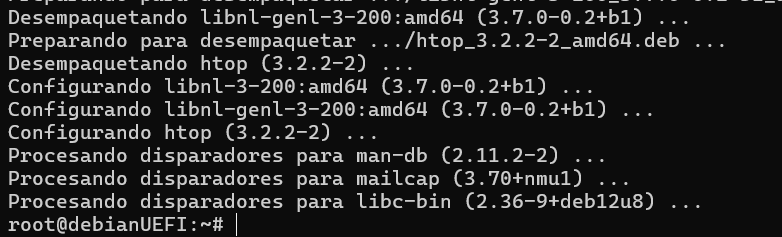 Desempaquetando libnl-genl-3-200:amd64 (3.7.0-0.2+b1) ...
Preparando para desempaquetar .../htop_3.2.2-2_amd64.deb ...
Desempaquetando htop (3.2.2-2) ...
Configurando libnl-3-200:amd64 (3.7.0-0.2+b1) ...
Configurando libnl-genl-3-200:amd64 (3.7.0-0.2+b1) ...
Configurando htop (3.2.2-2) ...
Procesando disparadores para man-db (2.11.2-2) ...
Procesando disparadores para mailcap (3.70+nmu1) ...
Procesando disparadores para libc-bin (2.36-9+deb12u8) ...
root@debianUEFI:~#